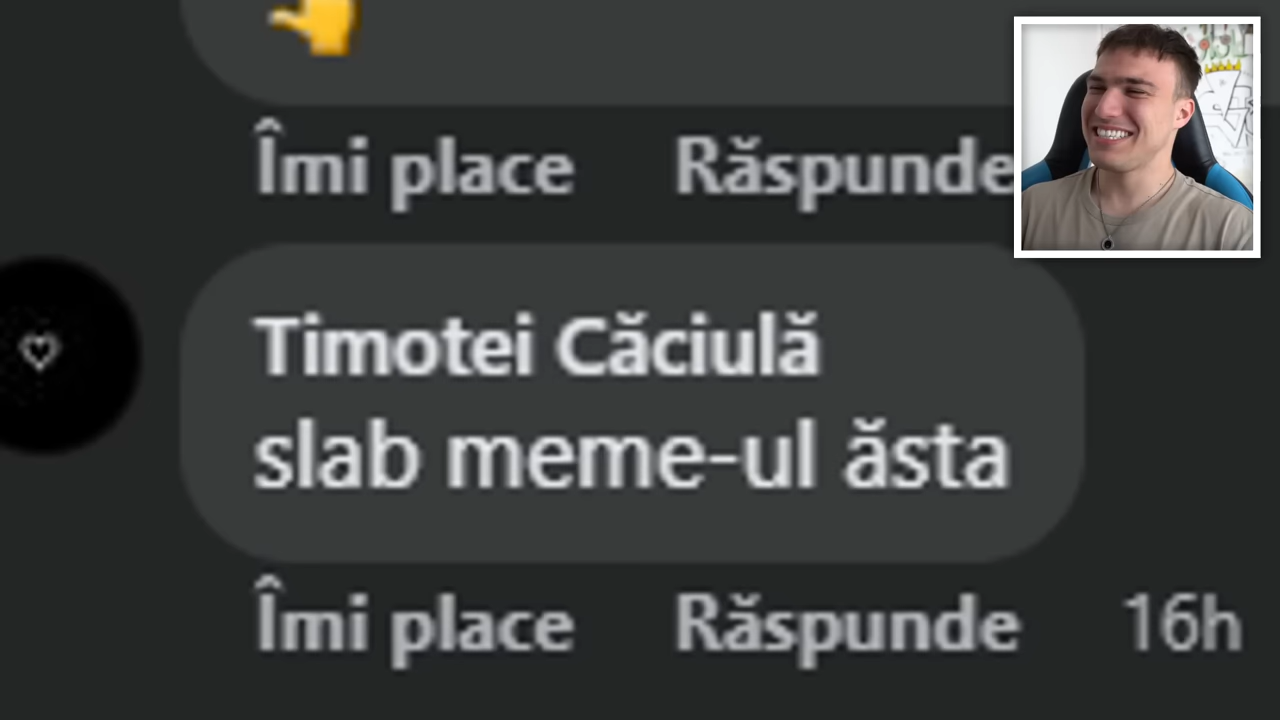 Îmi place Răspunde
Timotei Căciulă
slab meme-ul ăsta
Îmi place Răspunde 16h